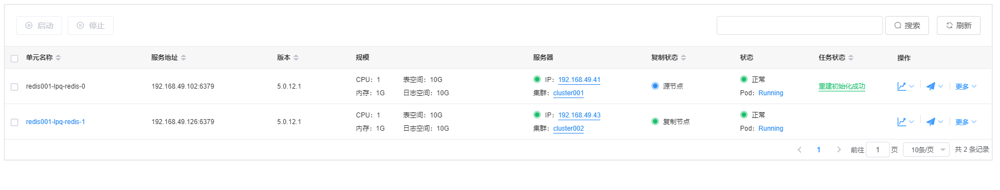 启动 停止 搜索 刷新
单元名称 服务地址 版本 规模 服务器 复制状态 状态 任务状态 操作
redis001-lpq-redis-0 192.168.49.102:6379 5.0.12.1 CPU：1 表空间：10G IP：192.168.49.41 源节点 正常 重建初始化成功 更多
内存：1G 日志空间：10G 集群：cluster001 Pod：Running
redis001-lpq-redis-1 192.168.49.126:6379 5.0.12.1 CPU：1 表空间：10G IP：192.168.49.43 复制节点 正常 更多
内存：1G 日志空间：10G 集群：cluster002 Pod：Running
1 前往 1 页 10条/页 共 2 条记录